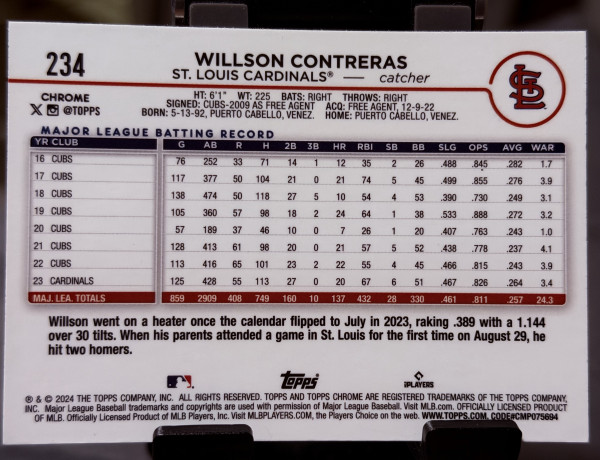 234
WILLSON CONTRERAS
ST. LOUIS CARDINALS® — catcher
CHROME
X @TOPPS
HT: 6'1" WT: 225 BATS: RIGHT THROWS: RIGHT
SIGNED: CUBS-2009 AS FREE AGENT ACQ: FREE AGENT, 12-9-22
BORN: 5-13-92, PUERTO CABELLO, VENEZ. HOME: PUERTO CABELLO, VENEZ.
MAJOR LEAGUE BATTING RECORD
YR CLUB G AB R H 2B 3B HR RBI SB BB SLG OPS AVG WAR
16 CUBS 76 252 33 71 14 1 12 35 2 26 .488 .845 .282 1.7
17 CUBS 117 377 50 104 21 0 21 74 5 45 .499 .855 .276 3.9
18 CUBS 138 474 50 118 27 5 10 54 4 53 .390 .730 .249 3.1
19 CUBS 105 360 57 98 18 2 24 64 1 38 .533 .888 .272 3.2
20 CUBS 57 189 37 46 10 0 7 26 1 20 .407 .763 .243 1.0
21 CUBS 128 413 61 98 20 0 21 57 5 52 .438 .778 .237 4.1
22 CUBS 113 416 65 101 23 2 22 55 4 45 .466 .815 .243 3.9
23 CARDINALS 125 428 55 113 27 0 20 67 6 51 .467 .826 .264 3.4
MAJ. LEA. TOTALS 859 2909 408 749 160 10 137 432 28 330 .461 .811 .257 24.3
Willson went on a heater once the calendar flipped to July in 2023, raking .389 with a 1.144
over 30 tilts. When his parents attended a game in St. Louis for the first time on August 29, he
hit two homers.
topps
PLAYERS
® & © 2024 THE TOPPS COMPANY, INC. ALL RIGHTS RESERVED. TOPPS AND TOPPS CHROME ARE REGISTERED TRADEMARKS OF THE TOPPS COMPANY,
INC. Major League Baseball trademarks and copyrights are used with permission of Major League Baseball. Visit MLB.com. OFFICIALLY LICENSED PRODUCT
OF MLB. Officially Licensed Product of MLB Players, Inc. Visit MLBPLAYERS.COM, the Players Choice on the web. WWW.TOPPS.COM. CODE#CMP075694